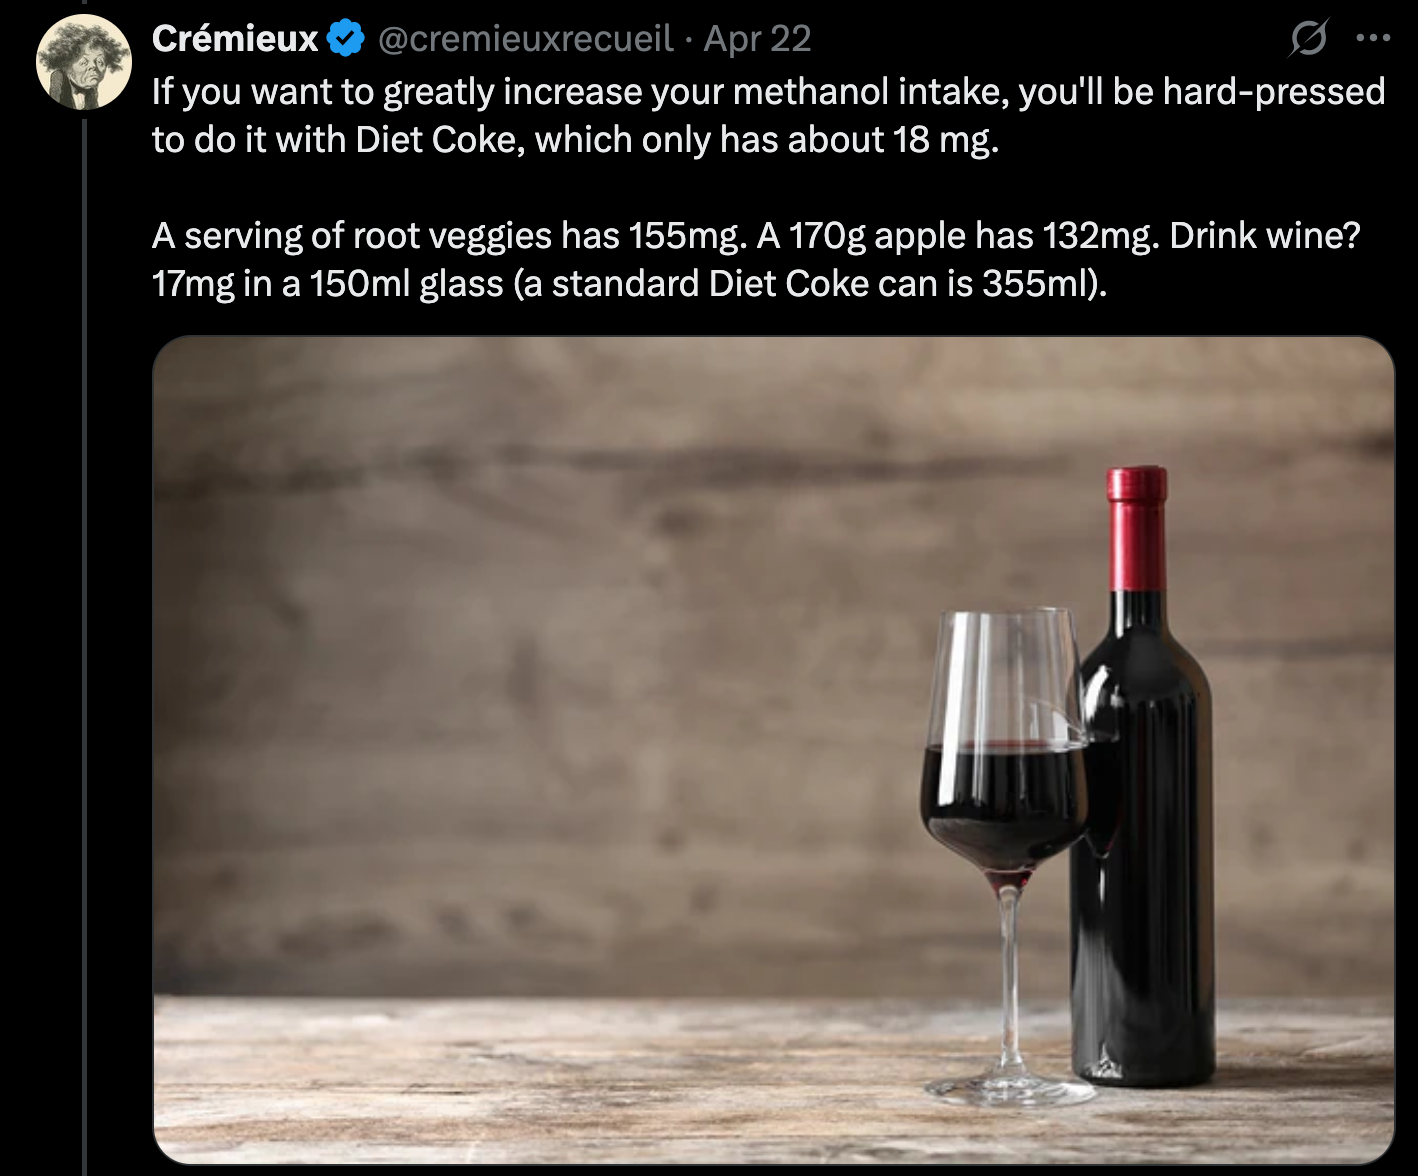 Crémieux @cremieuxrecueil · Apr 22
If you want to greatly increase your methanol intake, you'll be hard-pressed
to do it with Diet Coke, which only has about 18 mg.
A serving of root veggies has 155mg. A 170g apple has 132mg. Drink wine?
17mg in a 150ml glass (a standard Diet Coke can is 355ml).